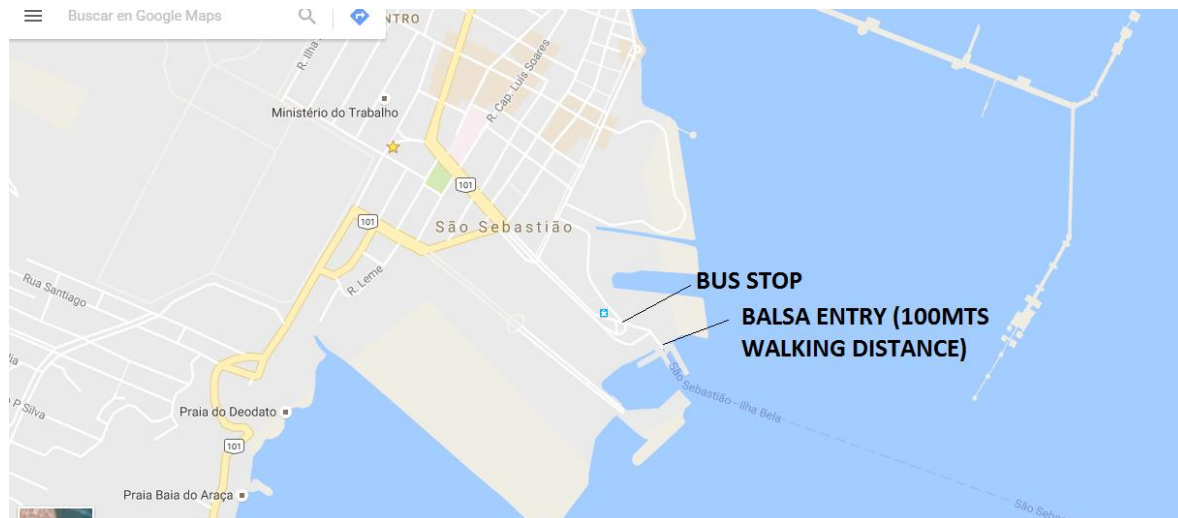 Buscar en Google Maps
NTRO
R. Ilha
R. Cap. Luís Soares
Ministério do Trabalho
101
101
São Sebastião
R. Leme
Rua Santiago
BUS STOP
BALSA ENTRY (100MTS
WALKING DISTANCE)
São Sebastião - Ilha Bela
P Silva
Praia do Deodato
101
Praia Baia do Araça
São Seb